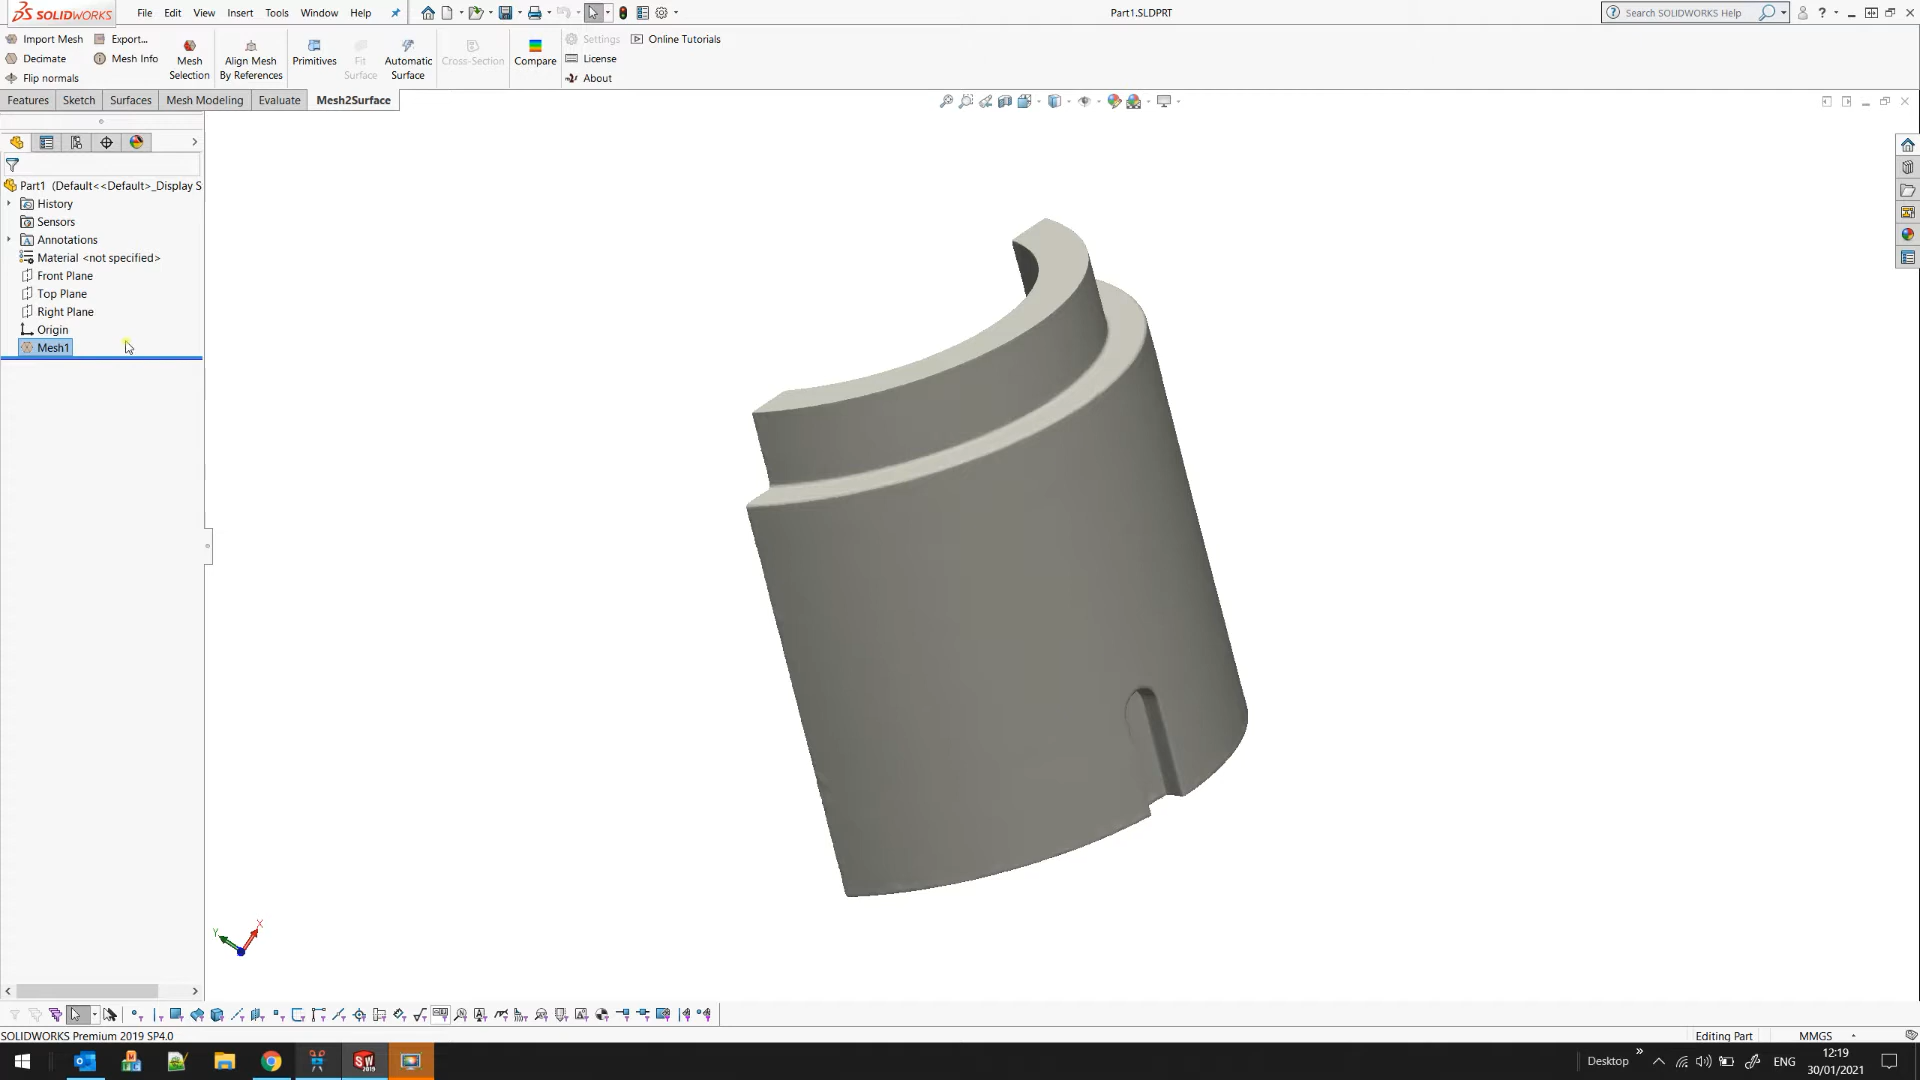 SOLIDWORKS File Edit View Insert Tools Window Help Part1.SLDPRT Search SOLIDWORKS Help ?
Import Mesh Export... Settings Online Tutorials
Decimate Mesh Info License
Flip normals About
Mesh Selection
Align Mesh By References
Primitives
Fit Surface
Automatic Surface
Cross-Section
Compare
Features Sketch Surfaces Mesh Modeling Evaluate Mesh2Surface
Part1 (Default<<Default>_Display S
History
Sensors
Annotations
Material <not specified>
Front Plane
Top Plane
Right Plane
Origin
Mesh1
Y X
SOLIDWORKS Premium 2019 SP4.0 Editing Part MMGS
Desktop » ENG 12:19
30/01/2021